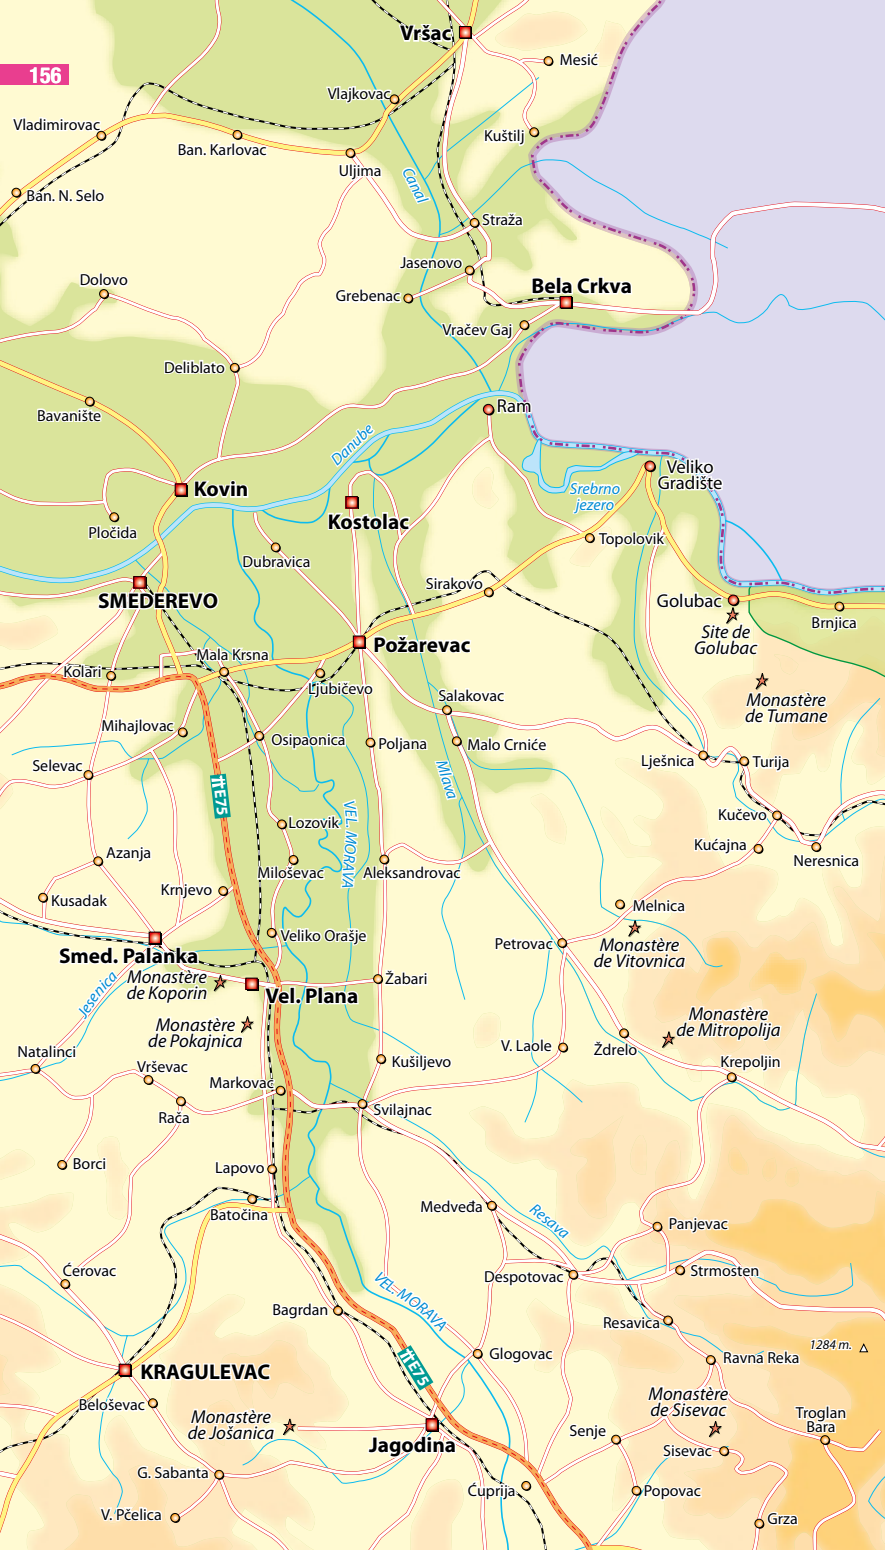 Vršac
Mesić
156
Vlajkovac
Vladimirovac
Kuštilj
Ban. Karlovac
Uljima
Canal
Ban. N. Selo
Straža
Jasenovo
Dolovo
Bela Crkva
Grebenac
Vračev Gaj
Deliblato
Bavanište
Ram
Danube
Veliko
Gradište
Kovin
Srebrno
jezero
Kostolac
Pločida
Topolovik
Dubravica
Sirakovo
SMEDEREVO
Golubac
Brnjica
Site de
Golubac
Požarevac
Mala Krsna
Kolari
Ljubičevo
Salakovac
Monastère
de Tumane
Mihajlovac
Osipaonica
Poljana
Malo Crniće
Lješnica
Turija
Selevac
Mlava
E75
VEL. MORAVA
Kučevo
Lozovik
Kućajna
Azanja
Neresnica
Miloševac
Aleksandrovac
Krnjevo
Kusadak
Melnica
Veliko Orašje
Petrovac
Monastère
de Vitovnica
Smed. Palanka
Monastère
de Koporin
Žabari
Jesenica
Vel. Plana
Monastère
de Mitropolija
Monastère
de Pokajnica
V. Laole
Ždrelo
Natalinci
Kušiljevo
Krepoljin
Vrševac
Markovac
Rača
Svilajnac
Borci
Lapovo
Medveđa
Resava
Batočina
Panjevac
Ćerovac
Despotovac
Strmosten
VEL. MORAVA
Bagrdan
Resavica
1284 m.
Glogovac
Ravna Reka
E75
KRAGULEVAC
Beloševac
Monastère
de Sisevac
Monastère
de Jošanica
Troglan
Bara
Senje
Jagodina
Sisevac
G. Sabanta
Ćuprija
Popovac
V. Pčelica
Grza